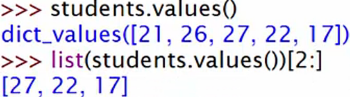 >>> students.values()
dict_values([21, 26, 27, 22, 17])
>>> list(students.values())[2:]
[27, 22, 17]